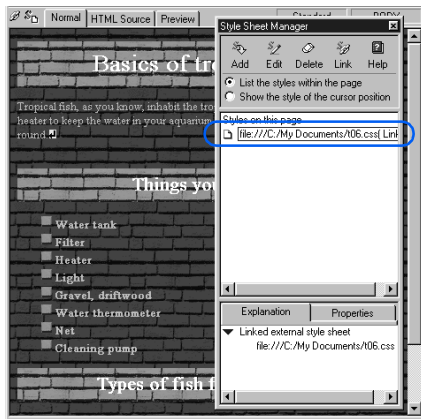 Normal HTML Source Preview
Standard BODY
Basics of tr
Tropical fish, as you know, inhabit the tro
heater to keep the water in your aquarium
round.
Things you
Water tank
Filter
Heater
Light
Gravel, driftwood
Water thermometer
Net
Cleaning pump
Types of fish f
Style Sheet Manager
Add Edit Delete Link Help
List the styles within the page
Show the style of the cursor position
Styles on this page
file:///C:/My Documents/t06.css( Link
Explanation Properties
Linked external style sheet
file:///C:/My Documents/t06.css